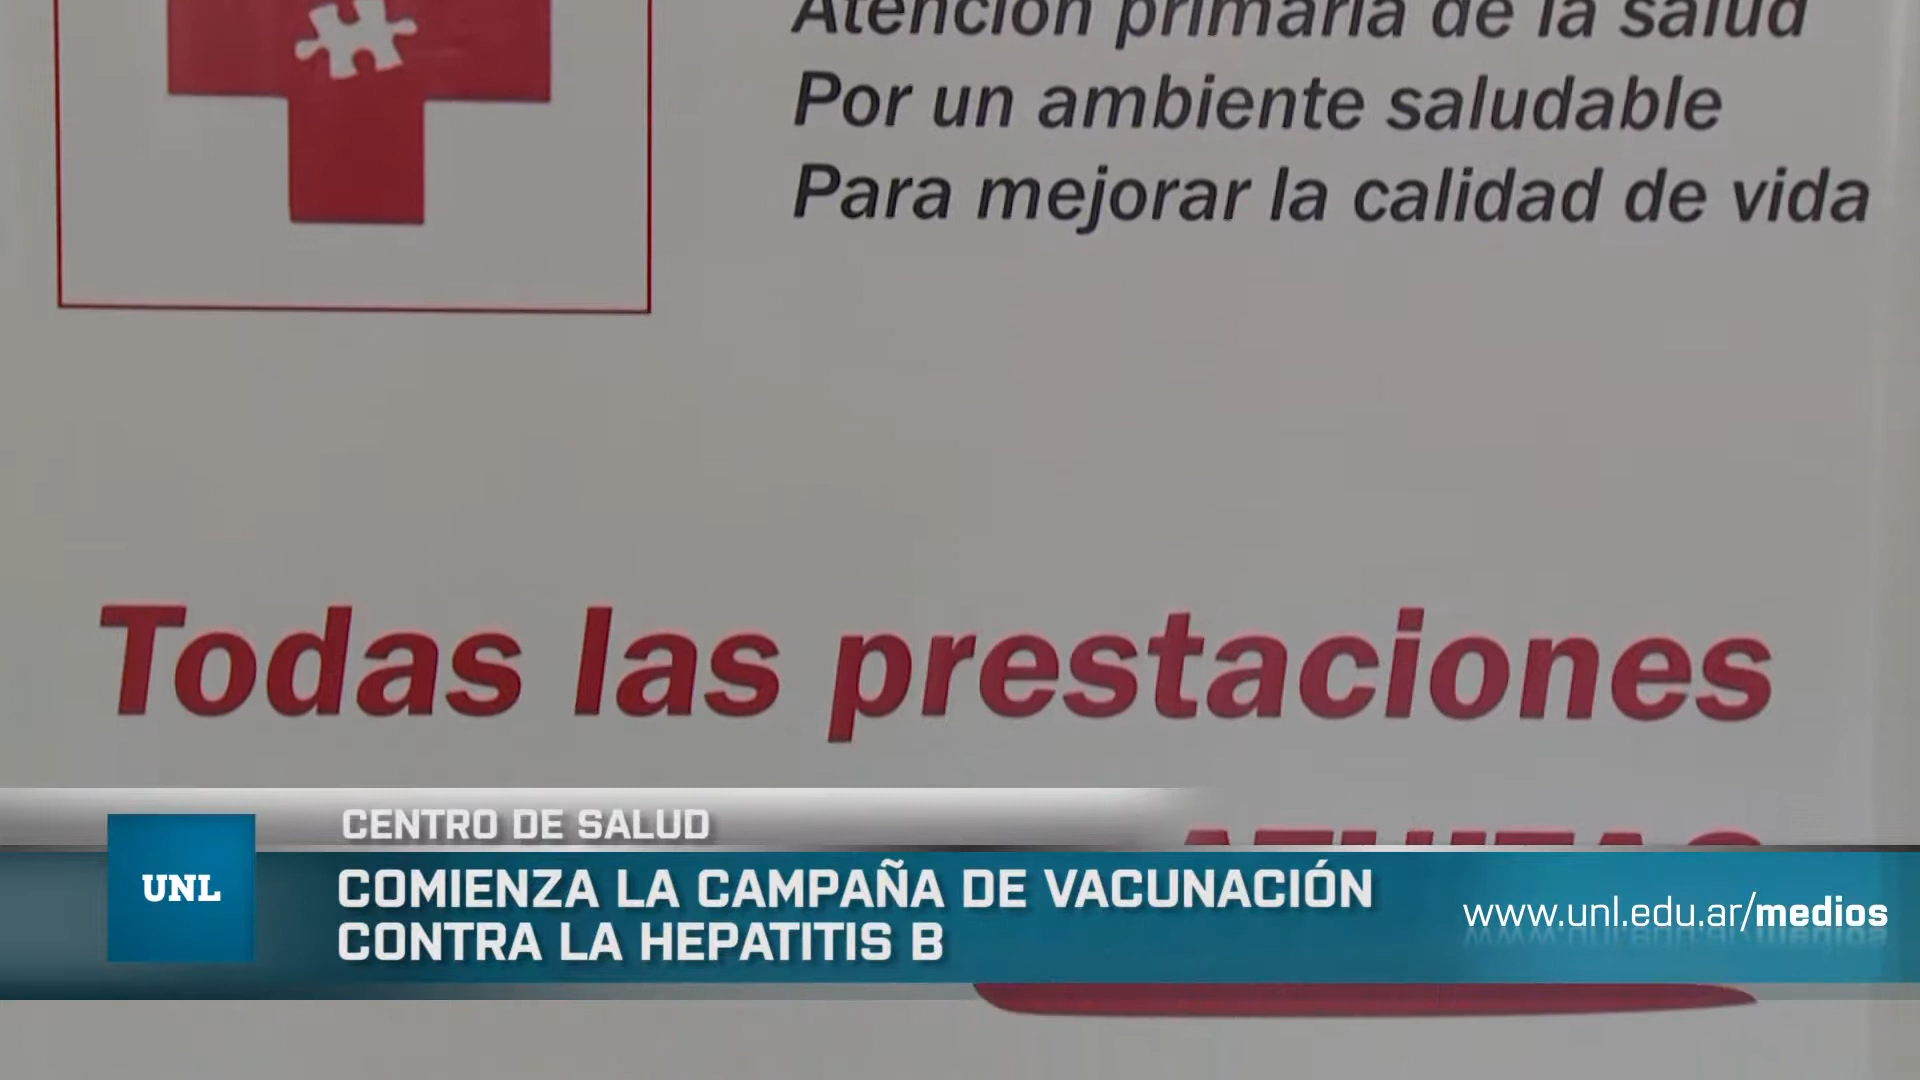 Atención primaria de la salud
Por un ambiente saludable
Para mejorar la calidad de vida
Todas las prestaciones
CENTRO DE SALUD
UNL
COMIENZA LA CAMPAÑA DE VACUNACIÓN
CONTRA LA HEPATITIS B
www.unl.edu.ar/medios